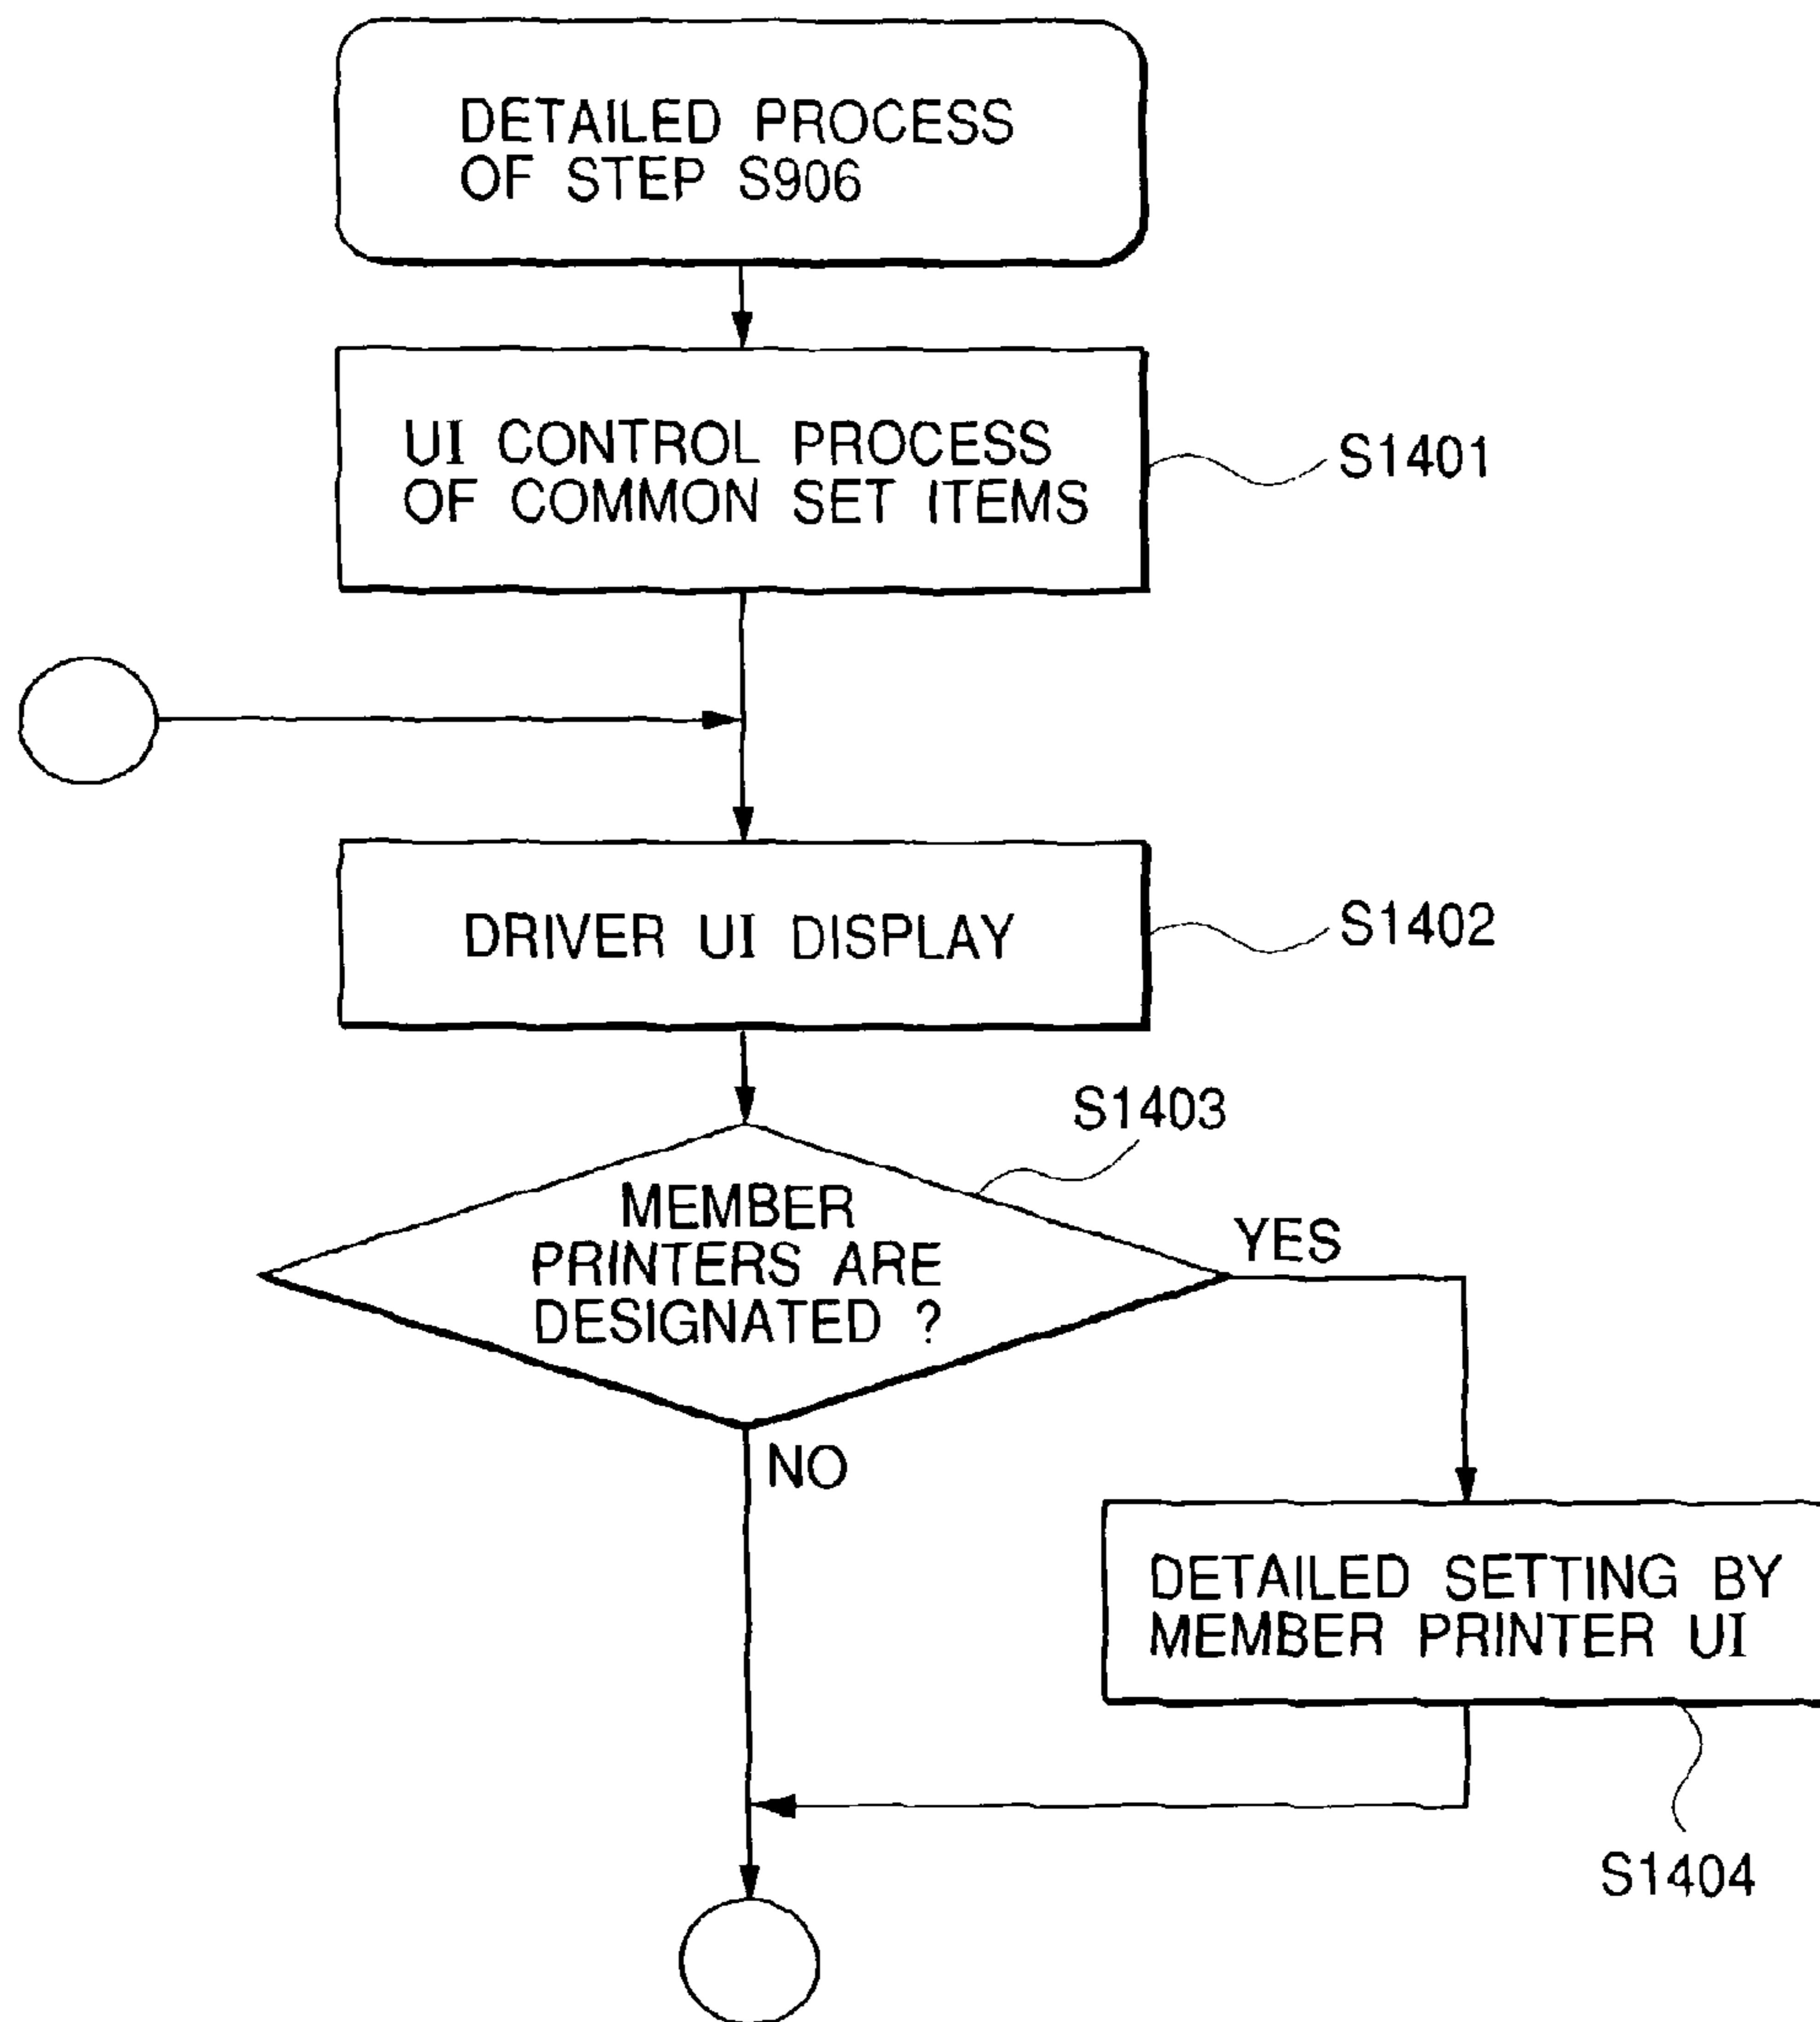 DETAILED PROCESS
OF STEP S906
UI CONTROL PROCESS
OF COMMON SET ITEMS
S1401
DRIVER UI DISPLAY
S1402
S1403
MEMBER
PRINTERS ARE
DESIGNATED ?
YES
NO
DETAILED SETTING BY
MEMBER PRINTER UI
S1404